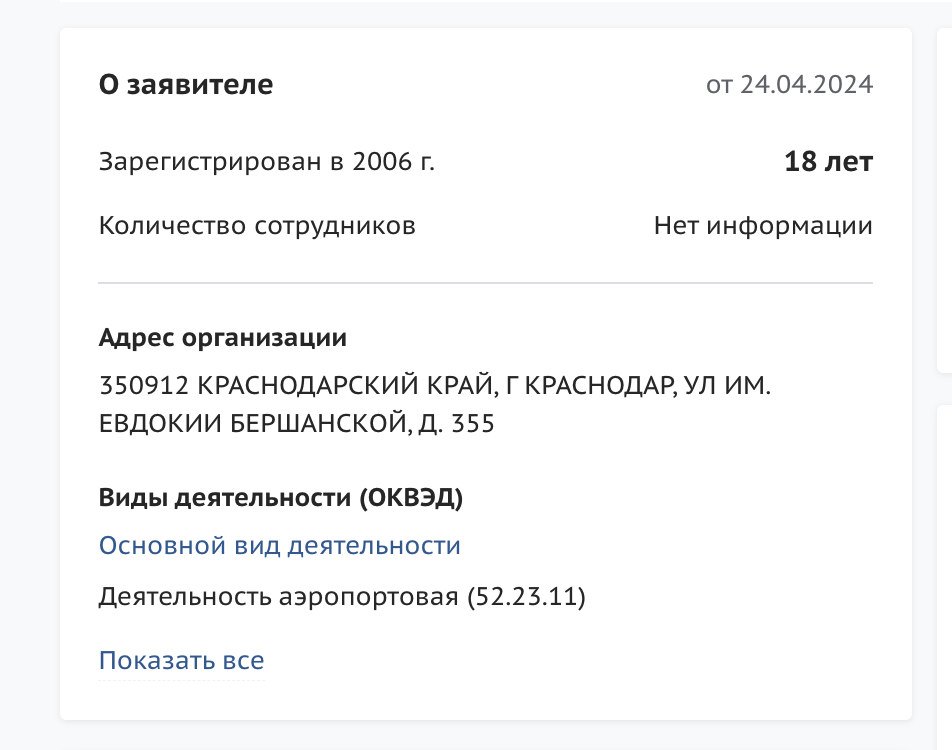 О заявителе
от 24.04.2024
Зарегистрирован в 2006 г.
18 лет
Количество сотрудников
Нет информации
Адрес организации
350912 КРАСНОДАРСКИЙ КРАЙ, Г КРАСНОДАР, УЛ ИМ.
ЕВДОКИИ БЕРШАНСКОЙ, Д. 355
Виды деятельности (ОКВЭД)
Основной вид деятельности
Деятельность аэропортовая (52.23.11)
Показать все